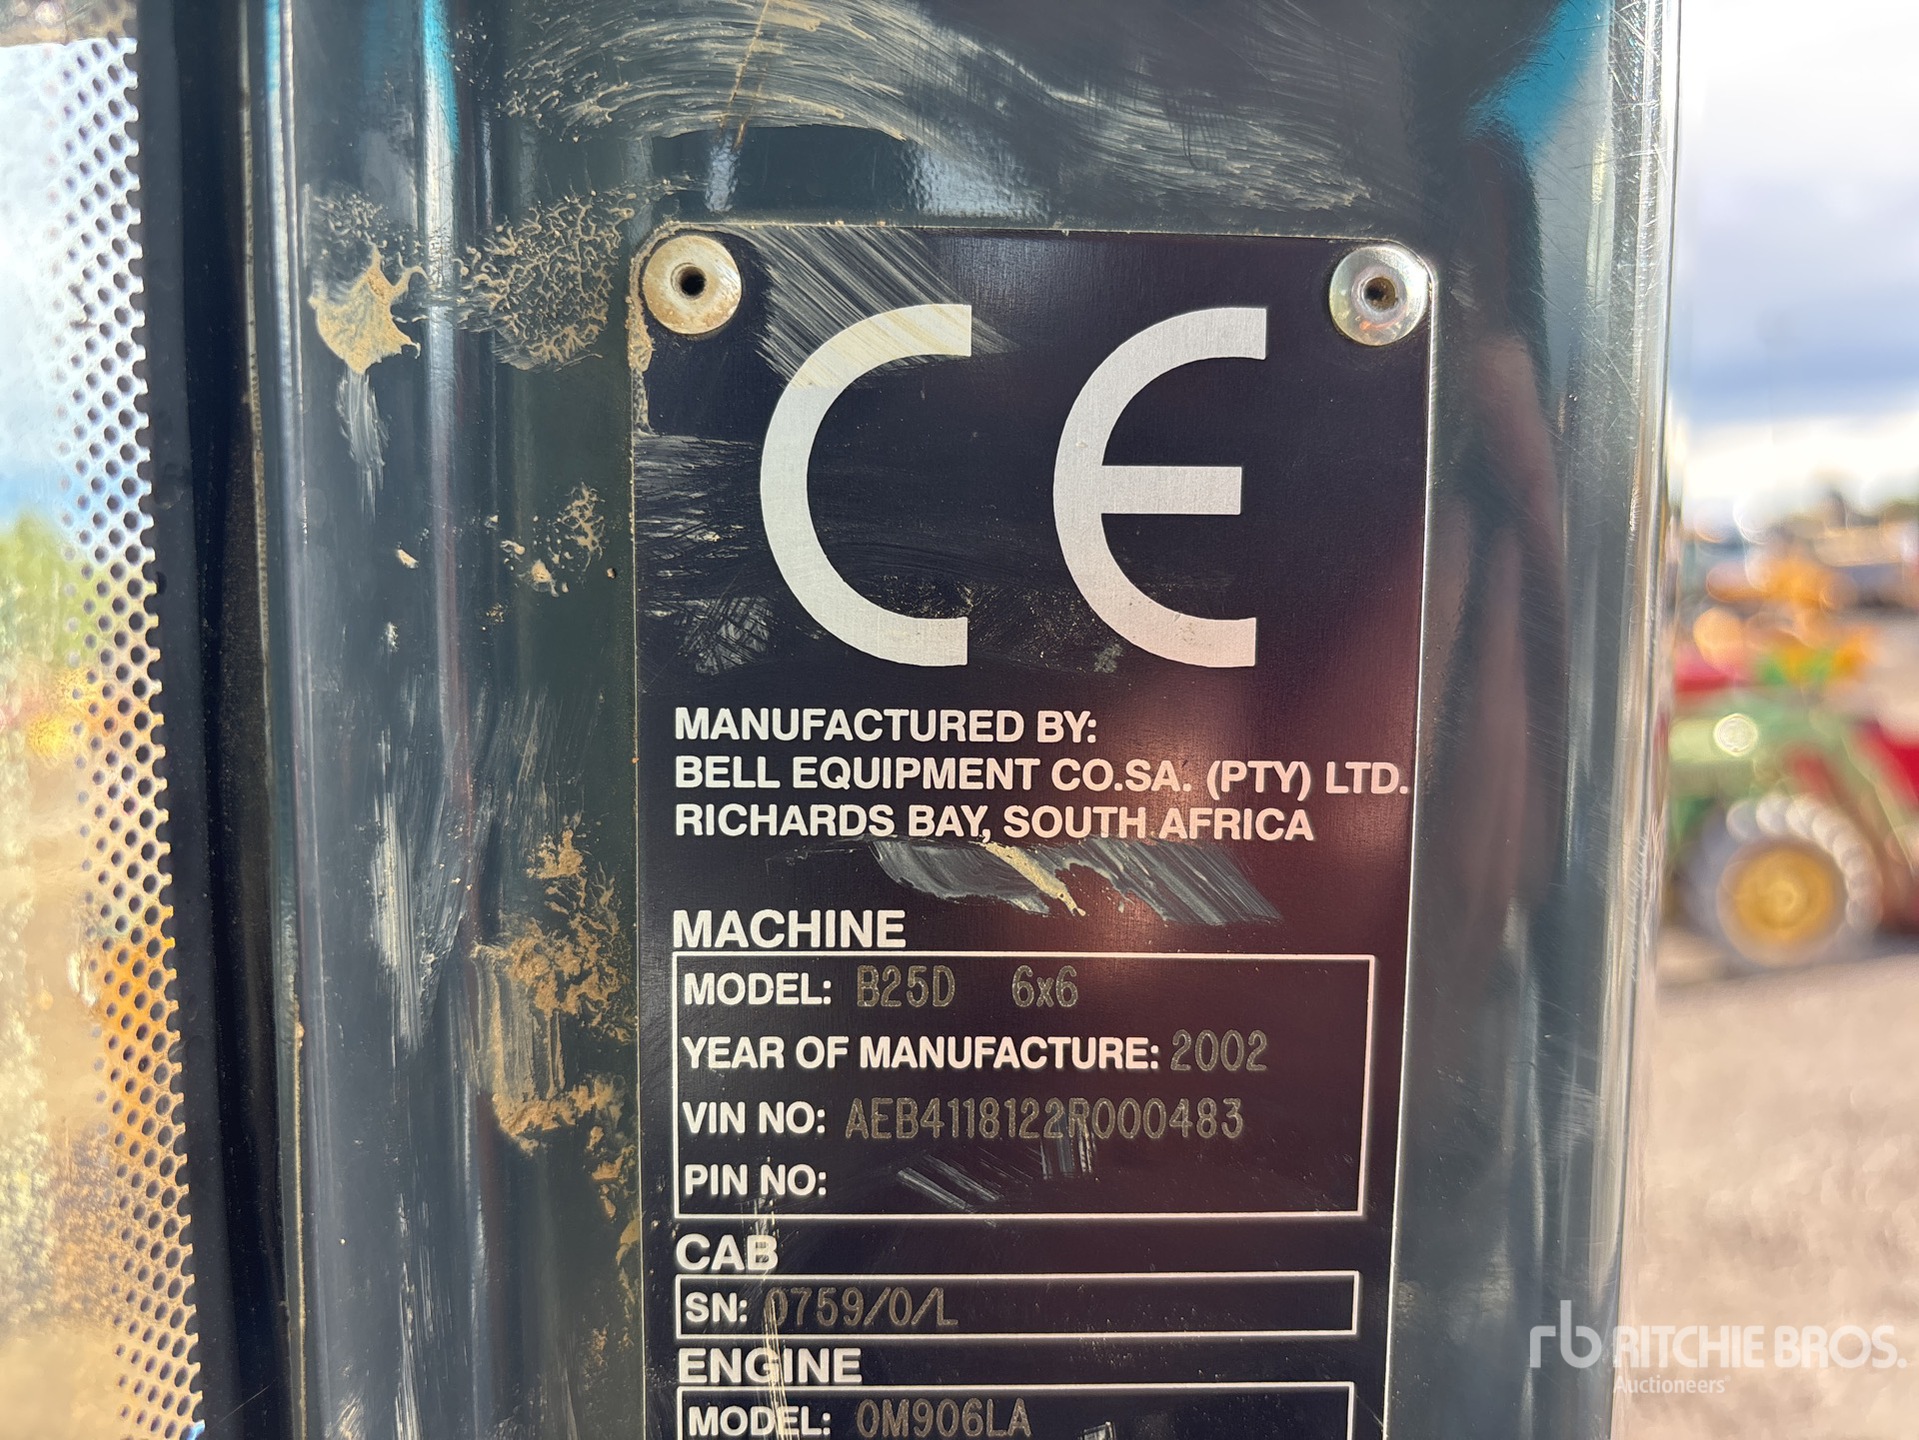 CE
MANUFACTURED BY:
BELL EQUIPMENT CO.SA. (PTY) LTD.
RICHARDS BAY, SOUTH AFRICA
MACHINE
MODEL: B25D 6x6
YEAR OF MANUFACTURE: 2002
VIN NO: AEB4118122R000483
PIN NO:
CAB
SN: 0759/0/L
ENGINE
MODEL: OM906LA
rb RITCHIE BROS.
Auctioneers